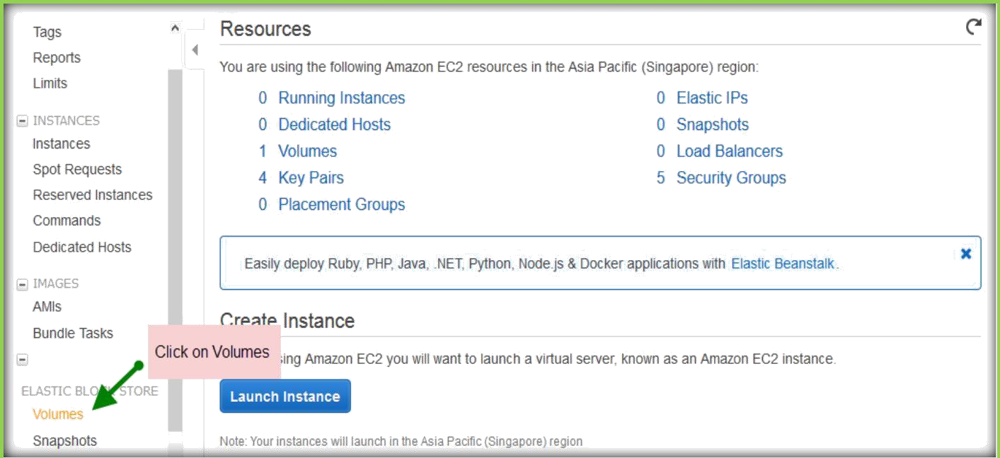 Tags
Reports
Limits
INSTANCES
Instances
Spot Requests
Reserved Instances
Commands
Dedicated Hosts
IMAGES
AMIs
Bundle Tasks
ELASTIC BLOCK STORE
Volumes
Snapshots
Click on Volumes
Resources
You are using the following Amazon EC2 resources in the Asia Pacific (Singapore) region:
0 Running Instances
0 Dedicated Hosts
1 Volumes
4 Key Pairs
0 Placement Groups
0 Elastic IPs
0 Snapshots
0 Load Balancers
5 Security Groups
Easily deploy Ruby, PHP, Java, .NET, Python, Node.js & Docker applications with Elastic Beanstalk.
Create Instance
Amazon EC2 you will want to launch a virtual server, known as an Amazon EC2 instance.
Launch Instance
Note: Your instances will launch in the Asia Pacific (Singapore) region